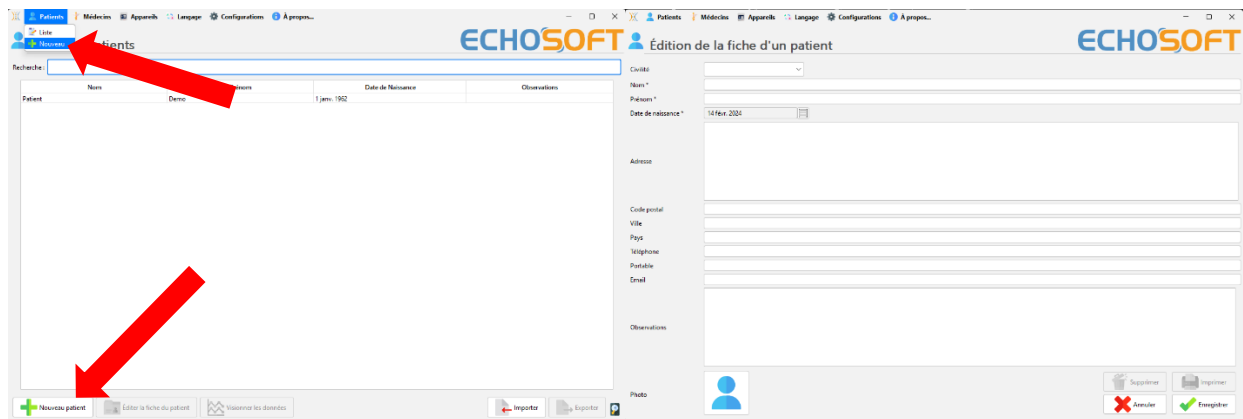 Patients Médecins Appareils Langage Configurations À propos...
Liste
Nouveau
tients
ECHOSOFT
Recherche :
Nom énom Date de Naissance Observations
Patient Demo 1 janv. 1962
Nouveau patient Editer la fiche du patient Visionner les données Importer Exporter
Patients Médecins Appareils Langage Configurations À propos...
Édition de la fiche d'un patient
ECHOSOFT
Civilité
Nom *
Prénom *
Date de naissance * 14 févr. 2024
Adresse
Code postal
Ville
Pays
Téléphone
Portable
Email
Observations
Photo
Supprimer Imprimer
Annuler Enregistrer